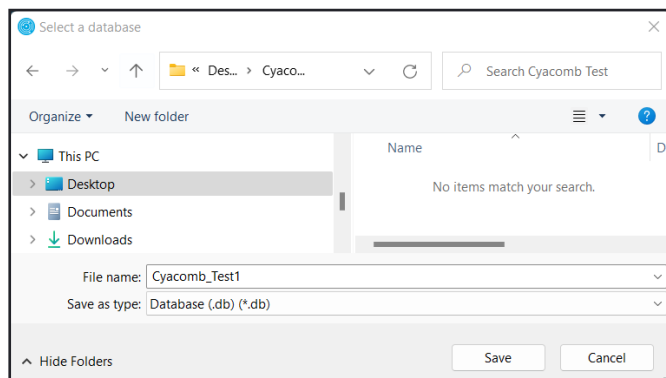 Select a database
« Des... › Cyaco...
Search Cyacomb Test
Organize
New folder
This PC
Desktop
Documents
Downloads
Name
D
No items match your search.
File name: Cyacomb_Test1
Save as type: Database (.db) (*.db)
Hide Folders
Save
Cancel